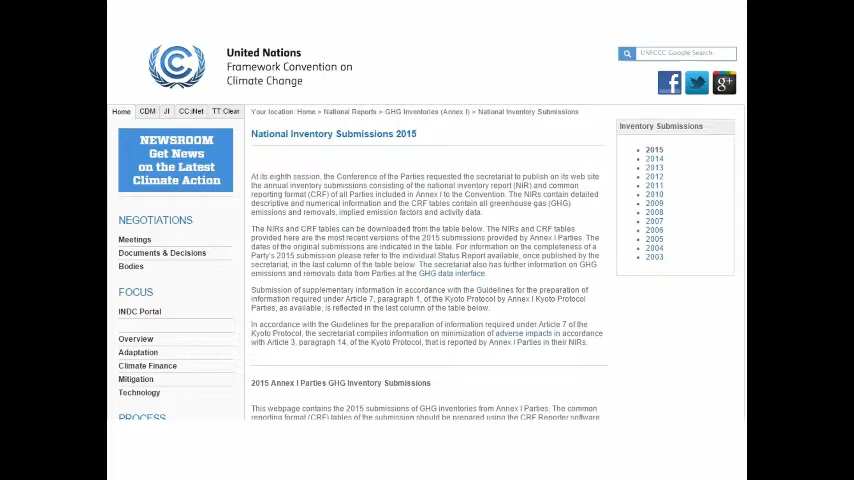 United Nations
Framework Convention on
Climate Change
UNFCCC Google Search
Home CDM JI CC:iNet TT:Clear
Your location: Home > National Reports > GHG Inventories (Annex I) > National Inventory Submissions
NEWSROOM
Get News
on the Latest
Climate Action
NEGOTIATIONS
Meetings
Documents & Decisions
Bodies
FOCUS
INDC Portal
Overview
Adaptation
Climate Finance
Mitigation
Technology
PROCESS
National Inventory Submissions 2015
At its eighth session, the Conference of the Parties requested the secretariat to publish on its web site
the annual inventory submissions consisting of the national inventory report (NIR) and common
reporting format (CRF) of all Parties included in Annex I to the Convention. The NIRs contain detailed
descriptive and numerical information and the CRF tables contain all greenhouse gas (GHG)
emissions and removals, implied emission factors and activity data.
The NIRs and CRF tables can be downloaded from the table below. The NIRs and CRF tables
provided here are the most recent versions of the 2015 submissions provided by Annex I Parties. The
dates of the original submissions are indicated in the table. For information on the completeness of a
Party's 2015 submission please refer to the individual Status Report available, once published by the
secretariat, in the last column of the table below. The secretariat also has further information on GHG
emissions and removals data from Parties at the GHG data interface.
Submission of supplementary information in accordance with the Guidelines for the preparation of
information required under Article 7, paragraph 1, of the Kyoto Protocol by Annex I Kyoto Protocol
Parties, as available, is reflected in the last column of the table below.
In accordance with the Guidelines for the preparation of information required under Article 7 of the
Kyoto Protocol, the secretariat compiles information on minimization of adverse impacts in accordance
with Article 3, paragraph 14, of the Kyoto Protocol, that is reported by Annex I Parties in their NIRs.
2015 Annex I Parties GHG Inventory Submissions
This webpage contains the 2015 submissions of GHG inventories from Annex I Parties. The common
reporting format (CRF) tables of the submission should be prepared using the CRF Reporter software
Inventory Submissions
2015
2014
2013
2012
2011
2010
2009
2008
2007
2006
2005
2004
2003